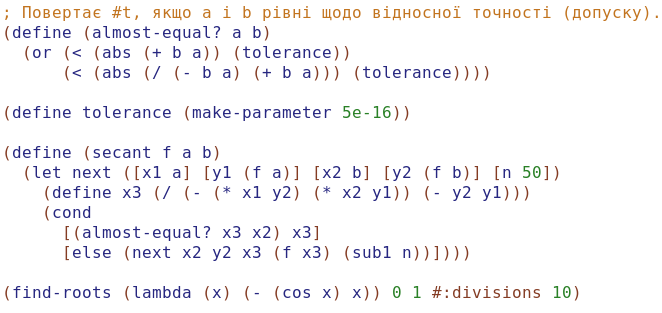 ; Повертає #t, якщо a і b рівні щодо відносної точності (допуску).
(define (almost-equal? a b)
  (or (< (abs (+ b a)) (tolerance))
      (< (abs (/ (- b a) (+ b a))) (tolerance))))

(define tolerance (make-parameter 5e-16))

(define (secant f a b)
  (let next ([x1 a] [y1 (f a)] [x2 b] [y2 (f b)] [n 50])
    (define x3 (/ (- (* x1 y2) (* x2 y1)) (- y2 y1)))
    (cond
      [(almost-equal? x3 x2) x3]
      [else (next x2 y2 x3 (f x3) (sub1 n))])))

(find-roots (lambda (x) (- (cos x) x)) 0 1 #:divisions 10)